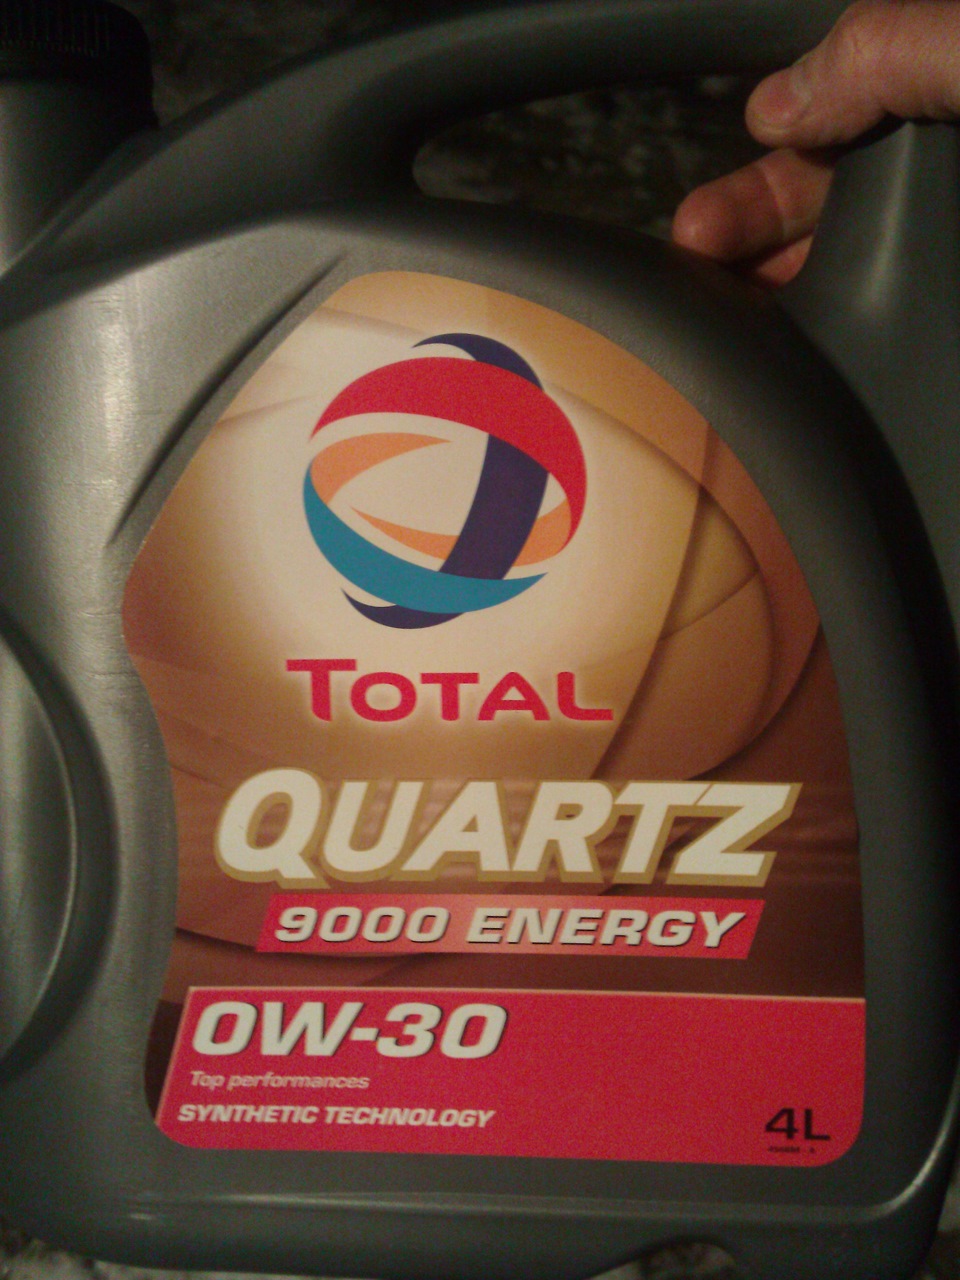 TOTAL
QUARTZ
9000 ENERGY
0W-30
Top performances
SYNTHETIC TECHNOLOGY
4L